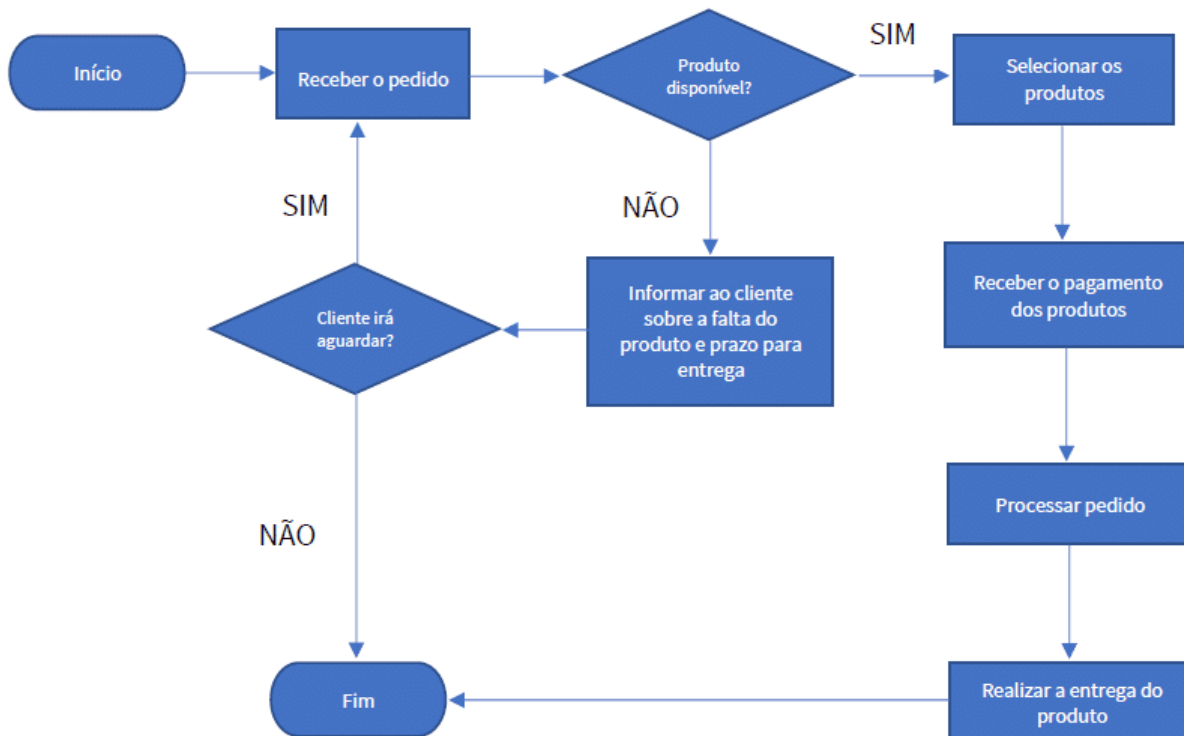 Início
Receber o pedido
Produto
disponível?
SIM
Selecionar os
produtos
SIM
NÃO
Cliente irá
aguardar?
Informar ao cliente
sobre a falta do
produto e prazo para
entrega
Receber o pagamento
dos produtos
NÃO
Processar pedido
Fim
Realizar a entrega do
produto